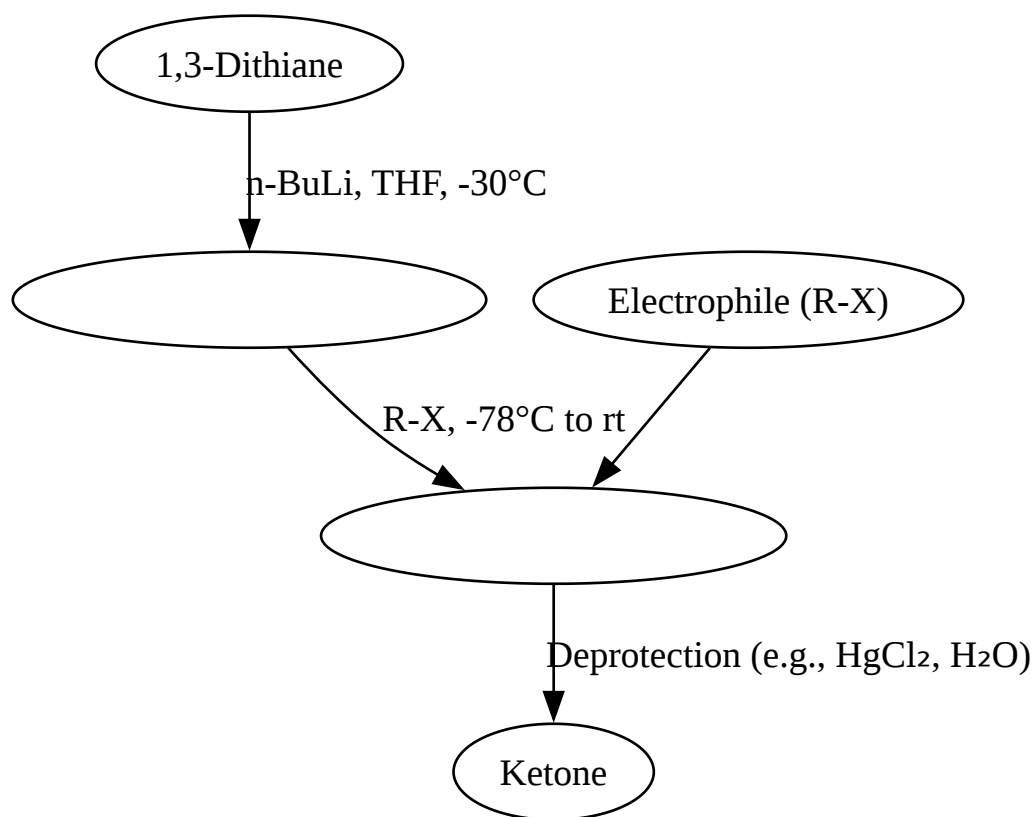 1,3-Dithiane
n-BuLi, THF, -30°C
Electrophile (R-X)
R-X, -78°C to rt
Deprotection (e.g., HgCl₂, H₂O)
Ketone